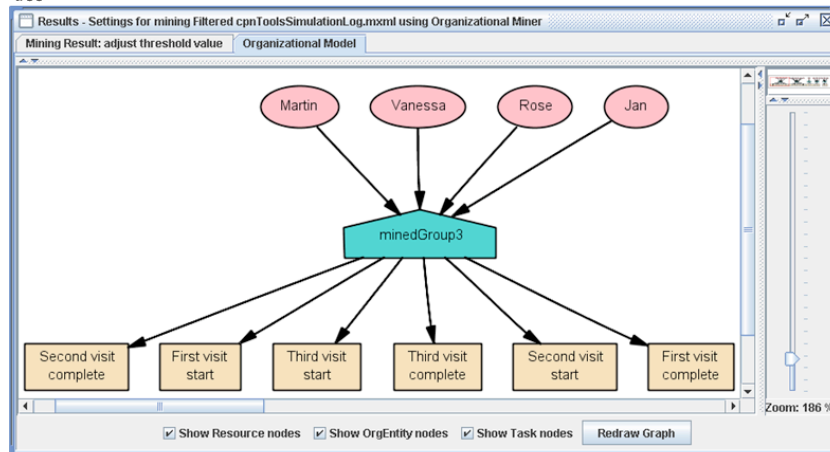 Results - Settings for mining Filtered cpnToolsSimulationLog.mxml using Organizational Miner
Mining Result: adjust threshold value Organizational Model
Martin Vanessa Rose Jan
minedGroup3
Second visit complete
First visit start
Third visit start
Third visit complete
Second visit start
First visit complete
Zoom: 186 %
Show Resource nodes Show OrgEntity nodes Show Task nodes Redraw Graph